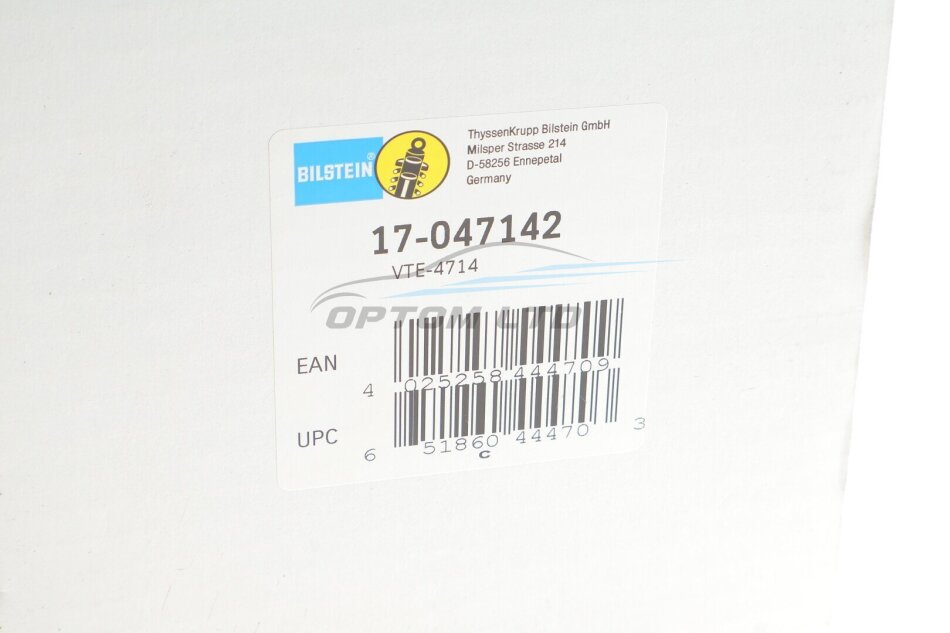 BILSTEIN®
ThyssenKrupp Bilstein GmbH
Milsper Strasse 214
D-58256 Ennepetal
Germany
17-047142
VTE-4714
OPTOM LTD
EAN
4 025258 444709
UPC
6 51860 44470 3
C